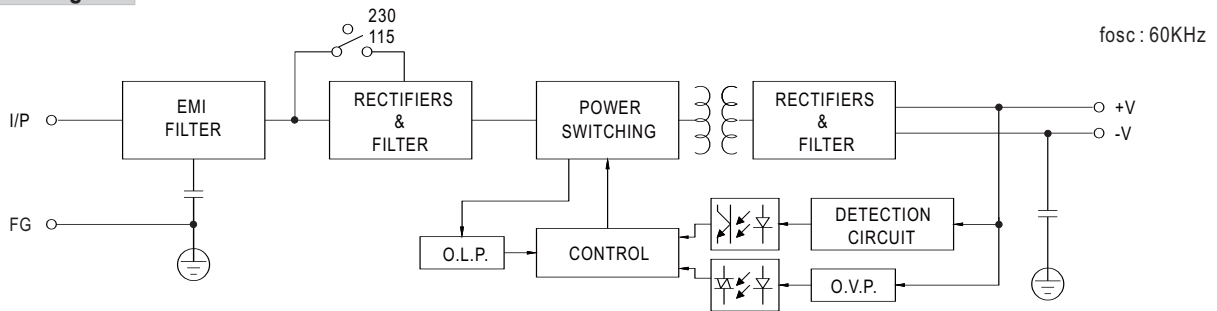 230
115
fosc : 60KHz
I/P
EMI
FILTER
RECTIFIERS
&
FILTER
POWER
SWITCHING
RECTIFIERS
&
FILTER
+V
-V
FG
O.L.P.
CONTROL
DETECTION
CIRCUIT
O.V.P.